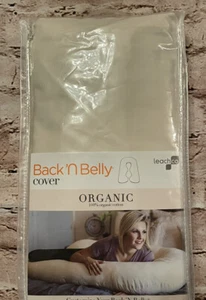 Back 'N Belly
cover
leachco
ORGANIC
100% organic cotton